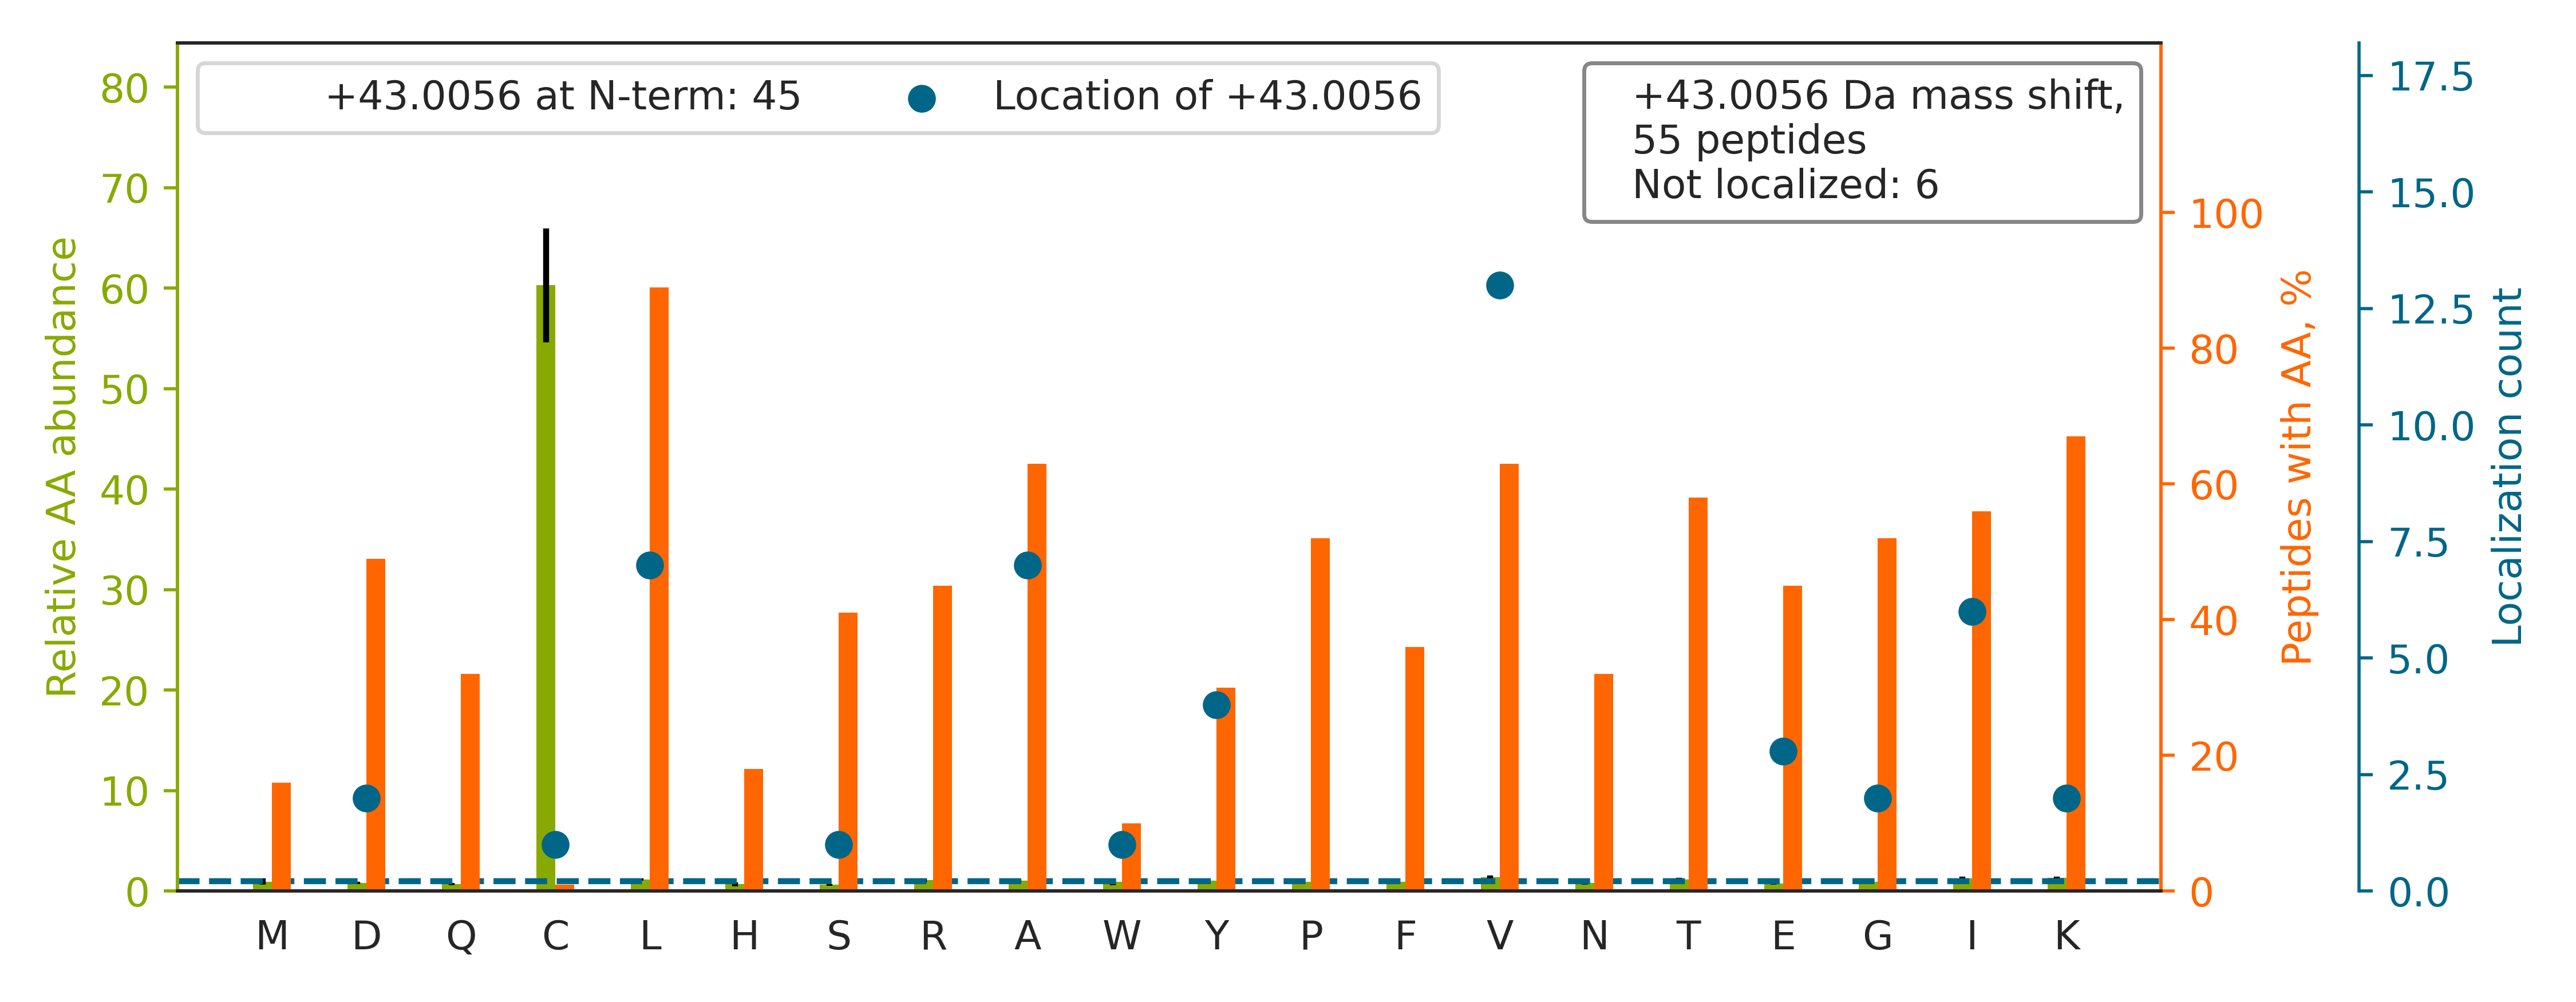 +43.0056 at N-term: 45
Location of +43.0056
+43.0056 Da mass shift,
55 peptides
Not localized: 6
Relative AA abundance
80
70
60
50
40
30
20
10
0
M D Q C L H S R A W Y P F V N T E G I K
100
80
60
40
20
0
Peptides with AA, %
17.5
15.0
12.5
10.0
7.5
5.0
2.5
0.0
Localization count